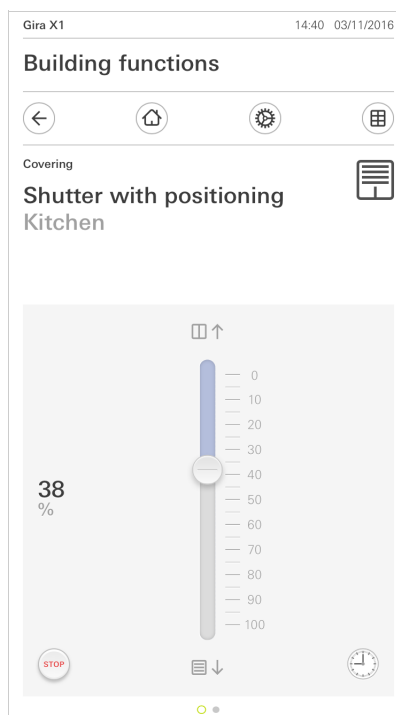 Gira X1 14:40 03/11/2016
Building functions
Covering
Shutter with positioning
Kitchen
0
10
20
30
40
38
50
%
60
70
80
90
100
STOP